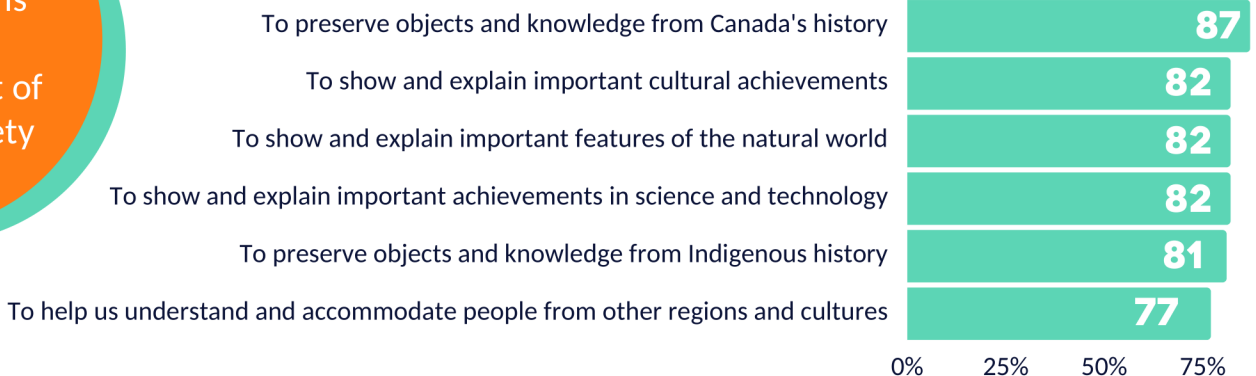 To preserve objects and knowledge from Canada's history 87
To show and explain important cultural achievements 82
of
To show and explain important features of the natural world 82
To show and explain important achievements in science and technology 82
To preserve objects and knowledge from Indigenous history 81
To help us understand and accommodate people from other regions and cultures 77
0% 25% 50% 75%